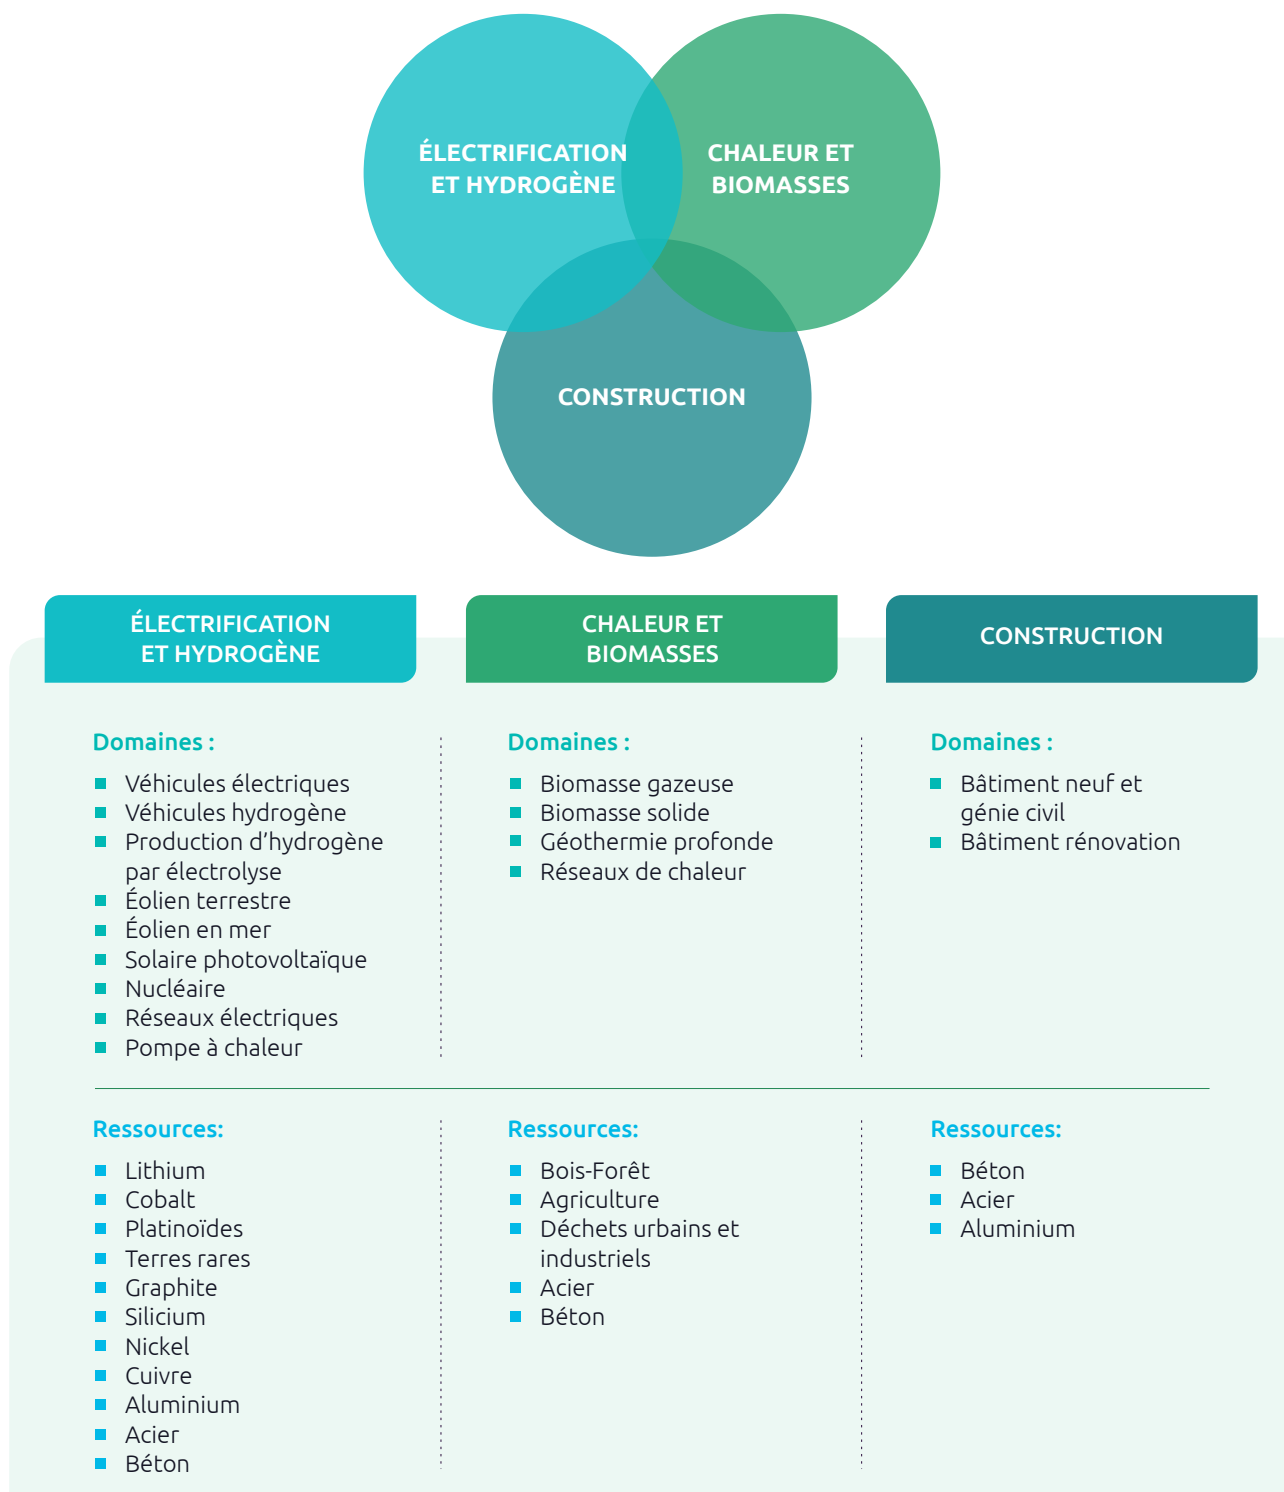 ÉLECTRIFICATION
ET HYDROGÈNE
CHALEUR ET
BIOMASSES
CONSTRUCTION
ÉLECTRIFICATION
ET HYDROGÈNE
CHALEUR ET
BIOMASSES
CONSTRUCTION
Domaines :
Véhicules électriques
Véhicules hydrogène
Production d’hydrogène
par électrolyse
Éolien terrestre
Éolien en mer
Solaire photovoltaïque
Nucléaire
Réseaux électriques
Pompe à chaleur
Domaines :
Biomasse gazeuse
Biomasse solide
Géothermie profonde
Réseaux de chaleur
Domaines :
Bâtiment neuf et
génie civil
Bâtiment rénovation
Ressources:
Lithium
Cobalt
Platinoïdes
Terres rares
Graphite
Silicium
Nickel
Cuivre
Aluminium
Acier
Béton
Ressources:
Bois-Forêt
Agriculture
Déchets urbains et
industriels
Acier
Béton
Ressources:
Béton
Acier
Aluminium